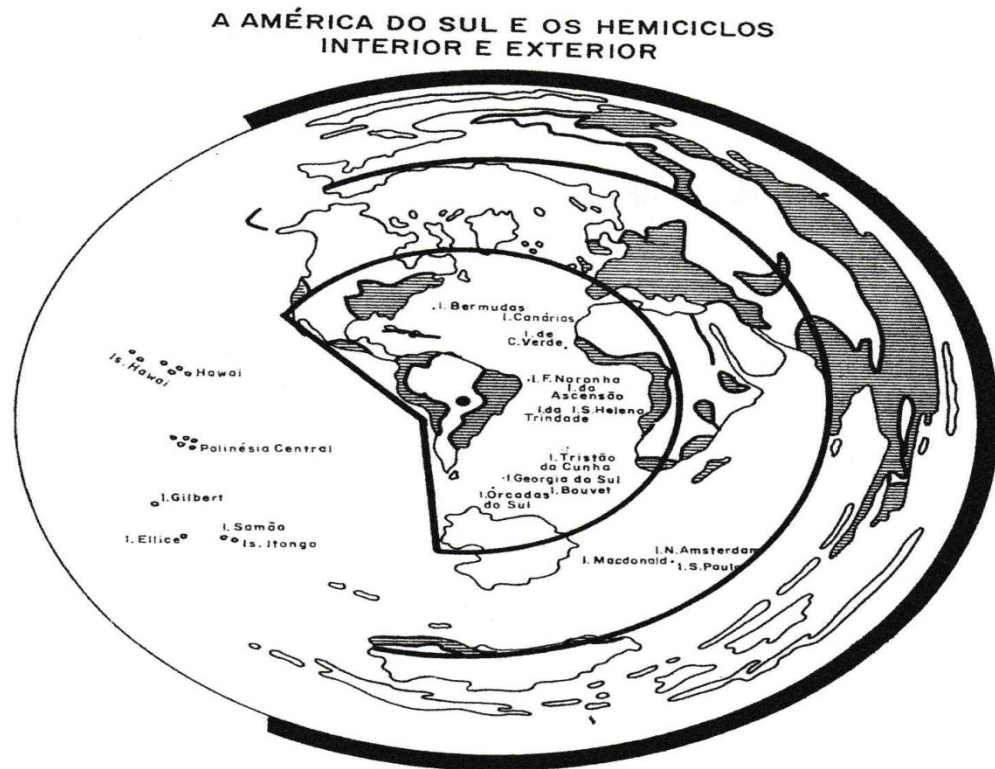 A AMÉRICA DO SUL E OS HEMICICLOS
INTERIOR E EXTERIOR
I. Bermudas
I. Canárias
I. de
C. Verde
Is. Hawai
Hawai
I. F. Naronha
I. da
Ascensão
I. da
Trindade
I. S. Helena
Polinésia Central
I. Tristão
da Cunha
I. Georgia do Sul
I. Bouvet
I. Órcadas
do Sul
I. Gilbert
I. Samôo
I. Ellice
Is. Itonga
I. N. Amsterdam
I. Macdonald
I. S. Paulo